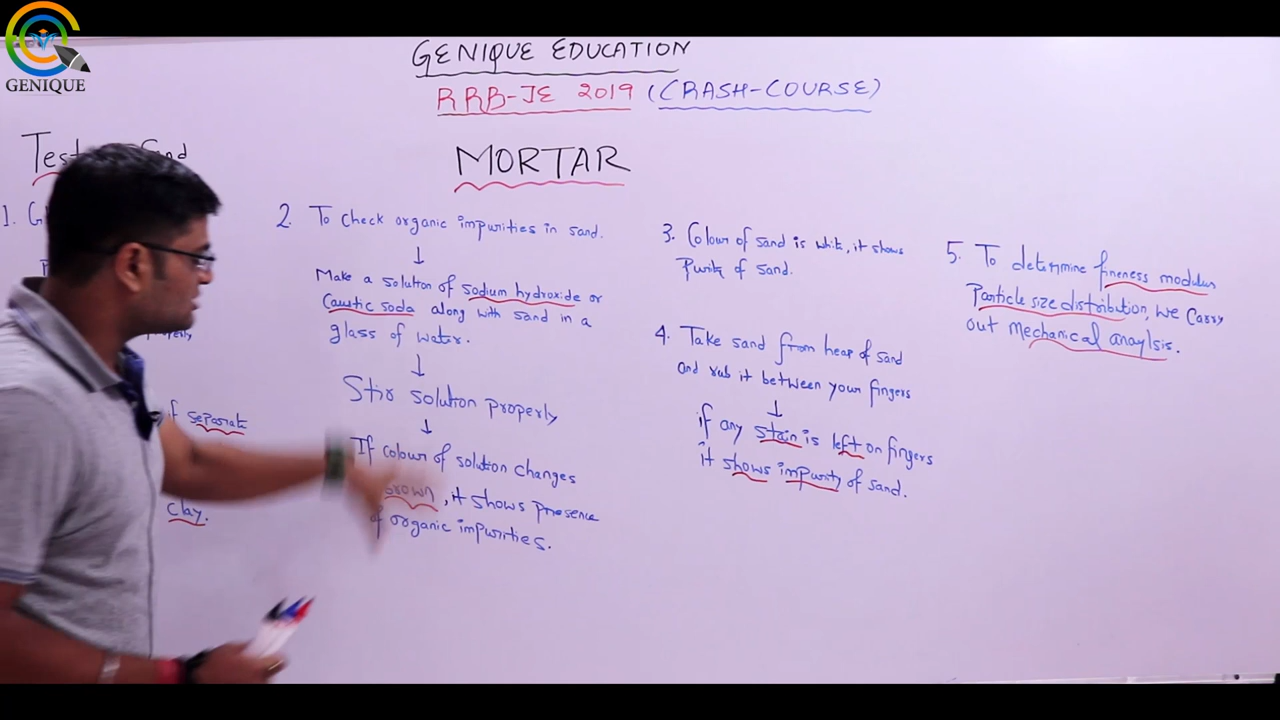 GENIQUE
GENIQUE EDUCATION
RRB-JE 2019 (CRASH-COURSE)
MORTAR
Test
1.
if separate
clay.
2. To check organic impurities in sand.
↓
Make a solution of sodium hydroxide or
Caustic soda along with sand in a
glass of water.
↓
Stir solution properly
↓
If colour of solution changes
brown, it shows presense
of organic impurities.
3. Colour of sand is white, it shows
Purity of sand.
4. Take sand from heap of sand
and rub it between your fingers
↓
if any stain is left on fingers
it shows impurity of sand.
5. To determine fineness modulus
Particle size distribution, we carry
out mechanical anaylsis.